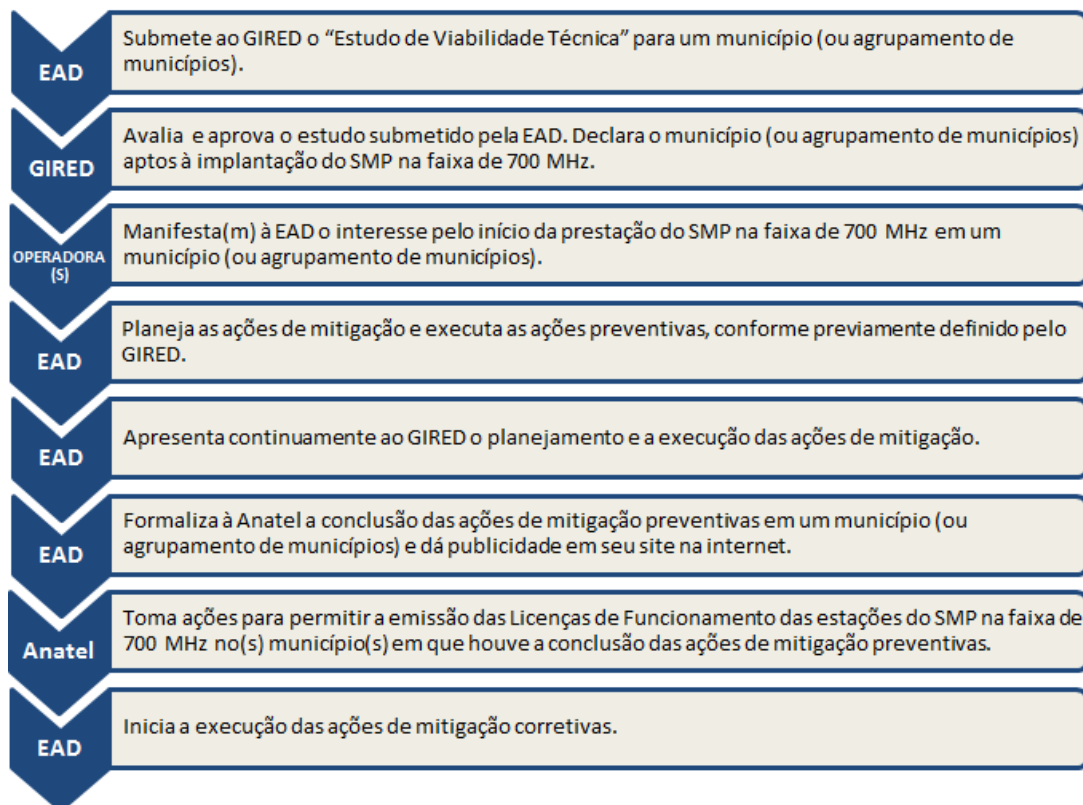 EAD
Submete ao GIRED o “Estudo de Viabilidade Técnica” para um município (ou agrupamento de
municípios).
GIRED
Avalia e aprova o estudo submetido pela EAD. Declara o município (ou agrupamento de municípios)
aptos à implantação do SMP na faixa de 700 MHz.
OPERADORA
(S)
Manifesta(m) à EAD o interesse pelo início da prestação do SMP na faixa de 700 MHz em um
município (ou agrupamento de municípios).
EAD
Planeja as ações de mitigação e executa as ações preventivas, conforme previamente definido pelo
GIRED.
EAD
Apresenta continuamente ao GIRED o planejamento e a execução das ações de mitigação.
EAD
Formaliza à Anatel a conclusão das ações de mitigação preventivas em um município (ou
agrupamento de municípios) e dá publicidade em seu site na internet.
Anatel
Toma ações para permitir a emissão das Licenças de Funcionamento das estações do SMP na faixa de
700 MHz no(s) município(s) em que houve a conclusão das ações de mitigação preventivas.
EAD
Inicia a execução das ações de mitigação corretivas.